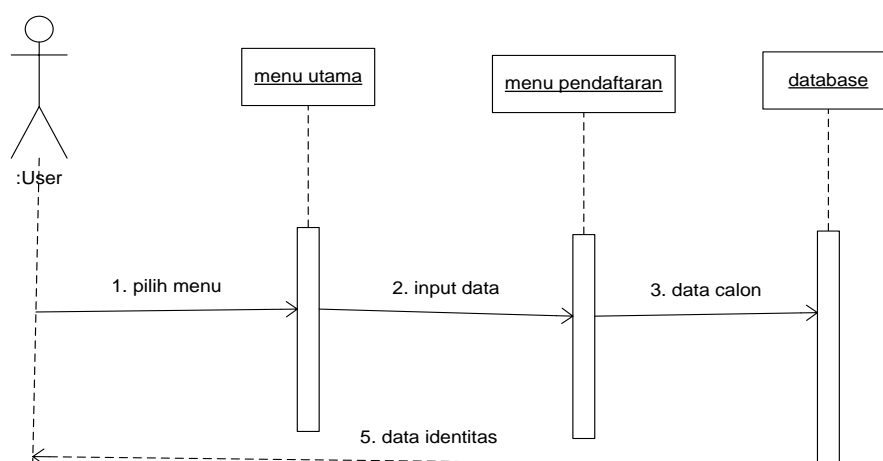 menu utama
menu pendaftaran
database
:User
1. pilih menu
2. input data
3. data calon
5. data identitas